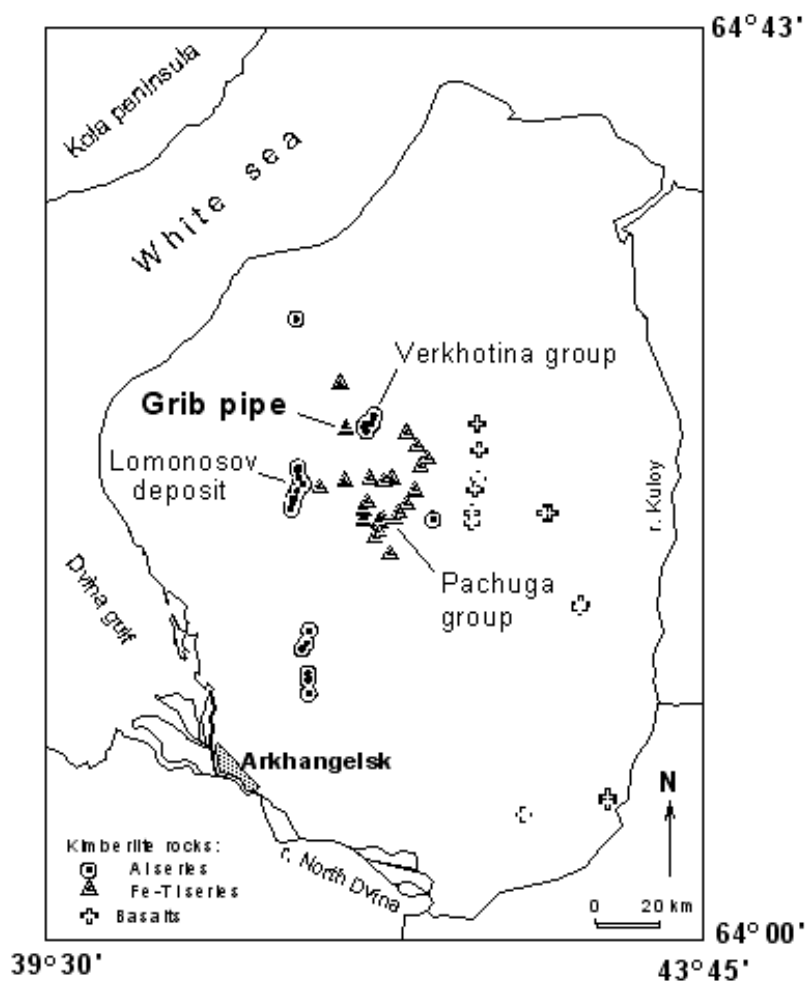 64°43'
Kola peninsula
White sea
Verkhotina group
Grib pipe
Lomonosov
deposit
r. Kuloy
Pachuga
group
Dvina gulf
Arkhangelsk
N
Kimberlite rocks:
Al series
Fe-Ti series
Basalts
r. North Dvina
0 20 km
64°00'
39°30'
43°45'